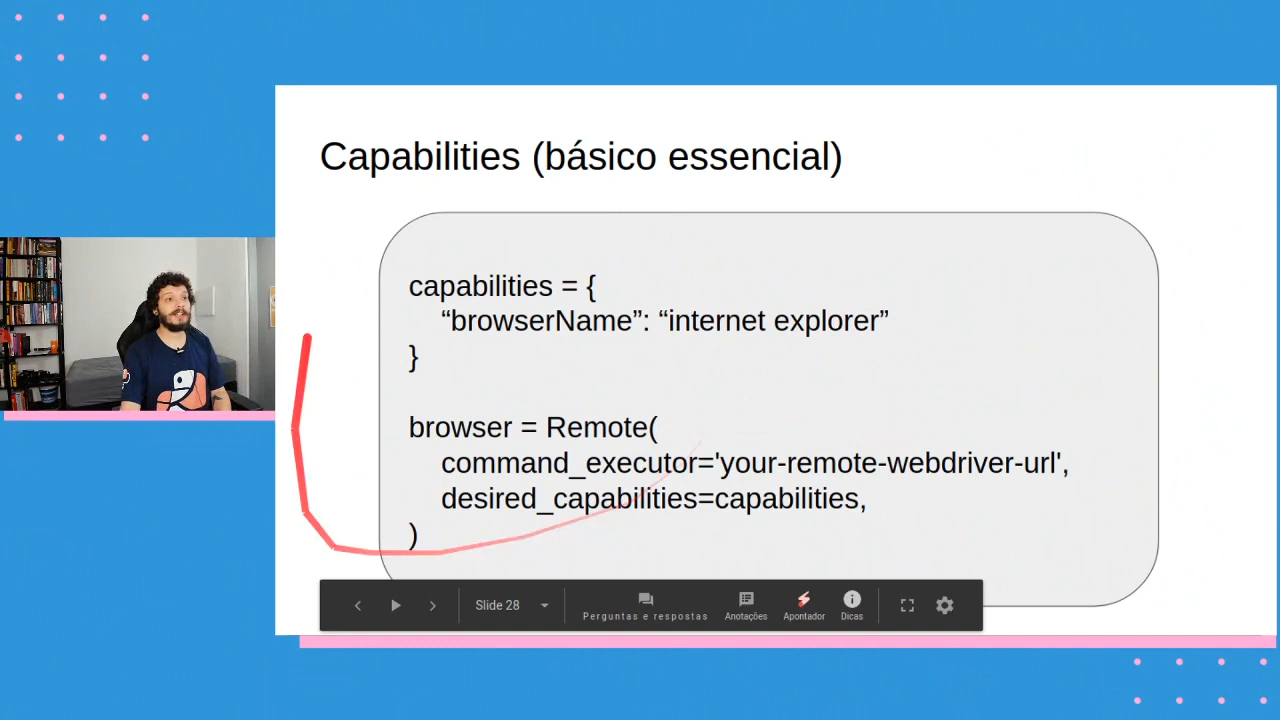 Capabilities (básico essencial)
capabilities = {
“browserName”: “internet explorer”
}
browser = Remote(
command_executor='your-remote-webdriver-url',
desired_capabilities=capabilities,
)
Slide 28
Perguntas e respostas
Anotações
Apontador
Dicas